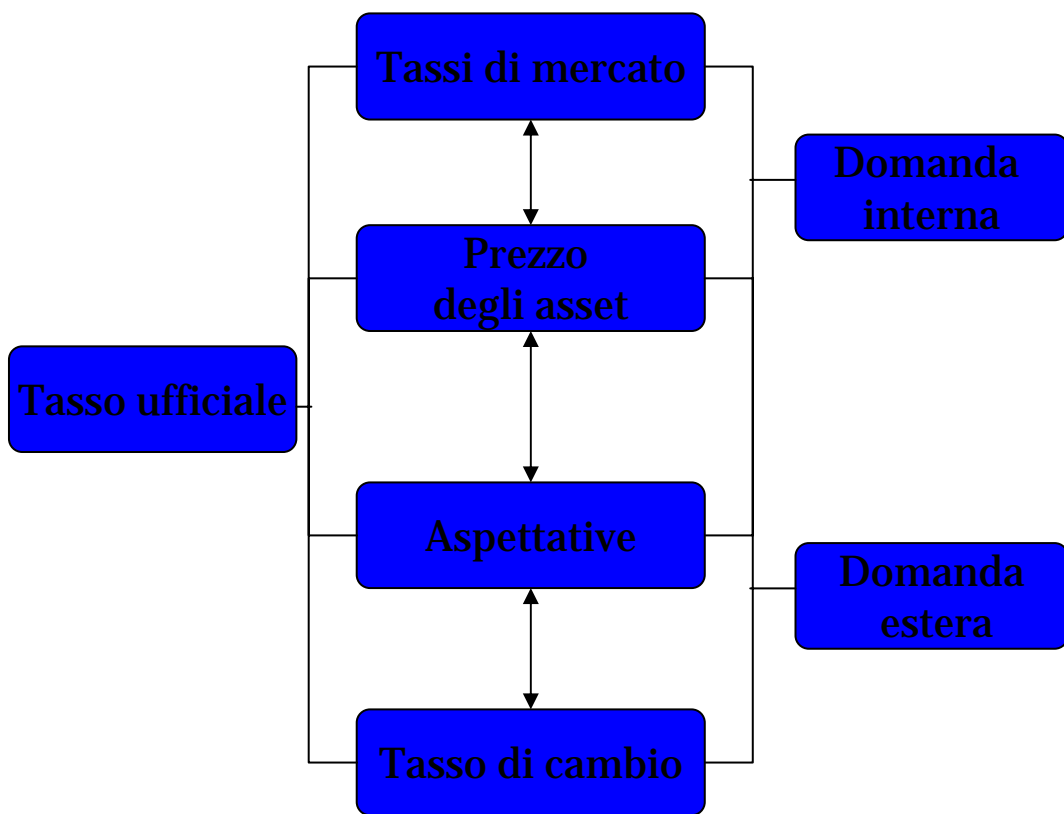 Tassi di mercato
Domanda
interna
Prezzo
degli asset
Tasso ufficiale
Aspettative
Domanda
estera
Tasso di cambio